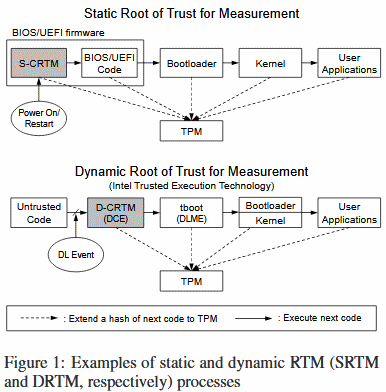 Static Root of Trust for Measurement
BIOS/UEFI firmware
S-CRTM
BIOS/UEFI
Code
Bootloader
Kernel
User
Applications
Power On/
Restart
TPM
Dynamic Root of Trust for Measurement
(Intel Trusted Execution Technology)
Untrusted
Code
D-CRTM
(DCE)
tboot
(DLME)
Bootloader
Kernel
User
Applications
DL Event
TPM
: Extend a hash of next code to TPM
: Execute next code
Figure 1: Examples of static and dynamic RTM (SRTM
and DRTM, respectively) processes